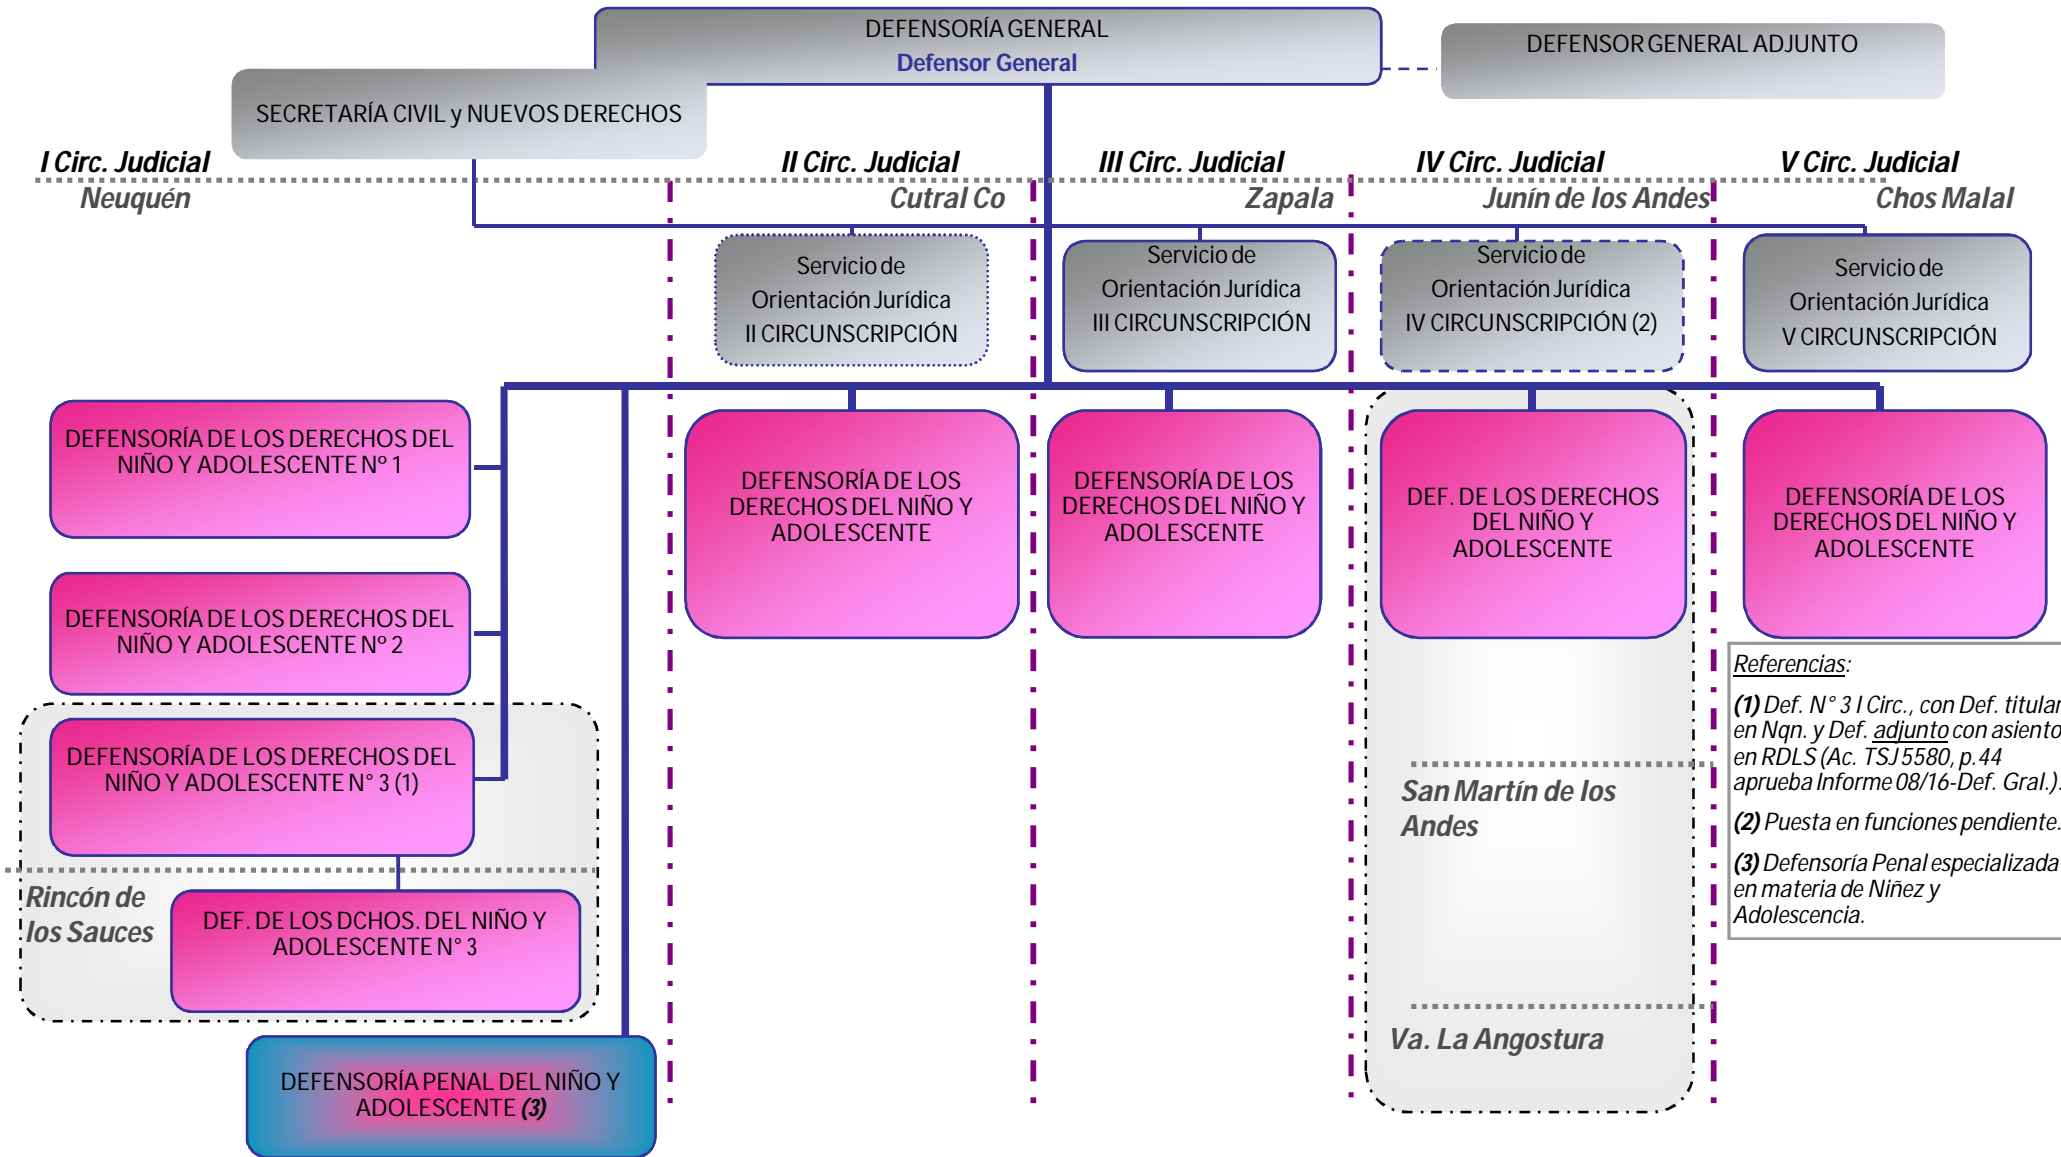 DEFENSORÍA GENERAL
Defensor General
DEFENSOR GENERAL ADJUNTO
SECRETARÍA CIVIL y NUEVOS DERECHOS
I Circ. Judicial
Neuquén
II Circ. Judicial
Cutral Co
III Circ. Judicial
Zapala
IV Circ. Judicial
Junín de los Andes
V Circ. Judicial
Chos Malal
Servicio de
Orientación Jurídica
II CIRCUNSCRIPCIÓN
Servicio de
Orientación Jurídica
III CIRCUNSCRIPCIÓN
Servicio de
Orientación Jurídica
IV CIRCUNSCRIPCIÓN (2)
Servicio de
Orientación Jurídica
V CIRCUNSCRIPCIÓN
DEFENSORÍA DE LOS DERECHOS DEL
NIÑO Y ADOLESCENTE Nº 1
DEFENSORÍA DE LOS DERECHOS DEL
NIÑO Y ADOLESCENTE Nº 2
DEFENSORÍA DE LOS DERECHOS DEL
NIÑO Y ADOLESCENTE N° 3 (1)
Rincón de
los Sauces
DEF. DE LOS DCHOS. DEL NIÑO Y
ADOLESCENTE N° 3
DEFENSORÍA PENAL DEL NIÑO Y
ADOLESCENTE (3)
DEFENSORÍA DE LOS
DERECHOS DEL NIÑO Y
ADOLESCENTE
DEFENSORÍA DE LOS
DERECHOS DEL NIÑO Y
ADOLESCENTE
DEF. DE LOS DERECHOS
DEL NIÑO Y
ADOLESCENTE
San Martín de los
Andes
Va. La Angostura
DEFENSORÍA DE LOS
DERECHOS DEL NIÑO Y
ADOLESCENTE
Referencias:
(1) Def. N° 3 I Circ., con Def. titular
en Nqn. y Def. adjunto con asiento
en RDLS (Ac. TSJ 5580, p.44
aprueba Informe 08/16-Def. Gral.).
(2) Puesta en funciones pendiente.
(3) Defensoría Penal especializada
en materia de Niñez y
Adolescencia.